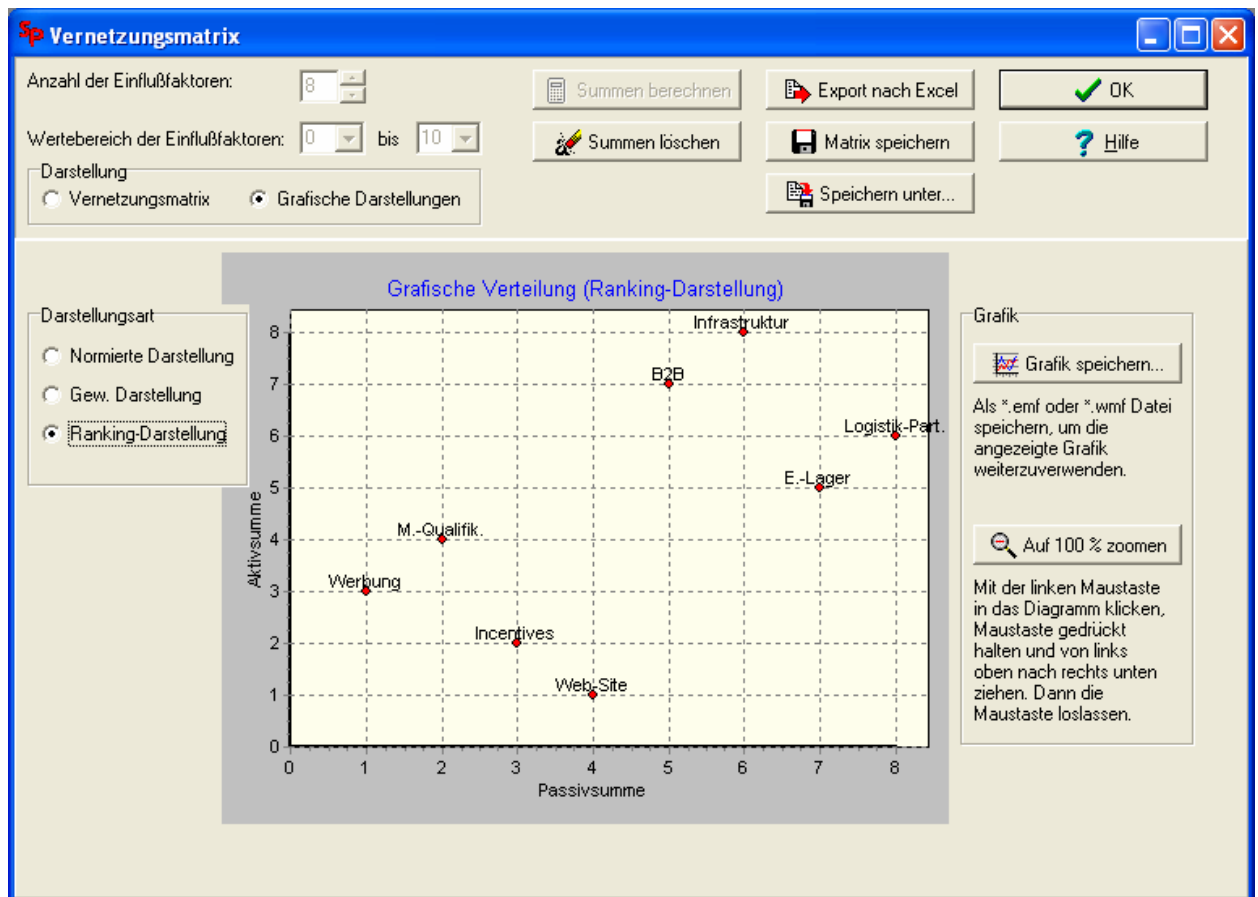 Sp Vernetzungsmatrix
Anzahl der Einflußfaktoren:
8
Summen berechnen
Export nach Excel
OK
Wertebereich der Einflußfaktoren:
0
bis
10
Summen löschen
Matrix speichern
Hilfe
Darstellung
Vernetzungsmatrix
Grafische Darstellungen
Speichern unter...
Darstellungsart
Normierte Darstellung
Gew. Darstellung
Ranking-Darstellung
Grafische Verteilung (Ranking-Darstellung)
Aktivsumme
8
7
6
5
4
3
2
1
0
Infrastruktur
B2B
Logistik-Part.
E.-Lager
M.-Qualifik.
Werbung
Incentives
Web-Site
0 1 2 3 4 5 6 7 8
Passivsumme
Grafik
Grafik speichern...
Als *.emf oder *.wmf Datei
speichern, um die
angezeigte Grafik
weiterzuverwenden.
Auf 100 % zoomen
Mit der linken Maustaste
in das Diagramm klicken,
Maustaste gedrückt
halten und von links
oben nach rechts unten
ziehen. Dann die
Maustaste loslassen.